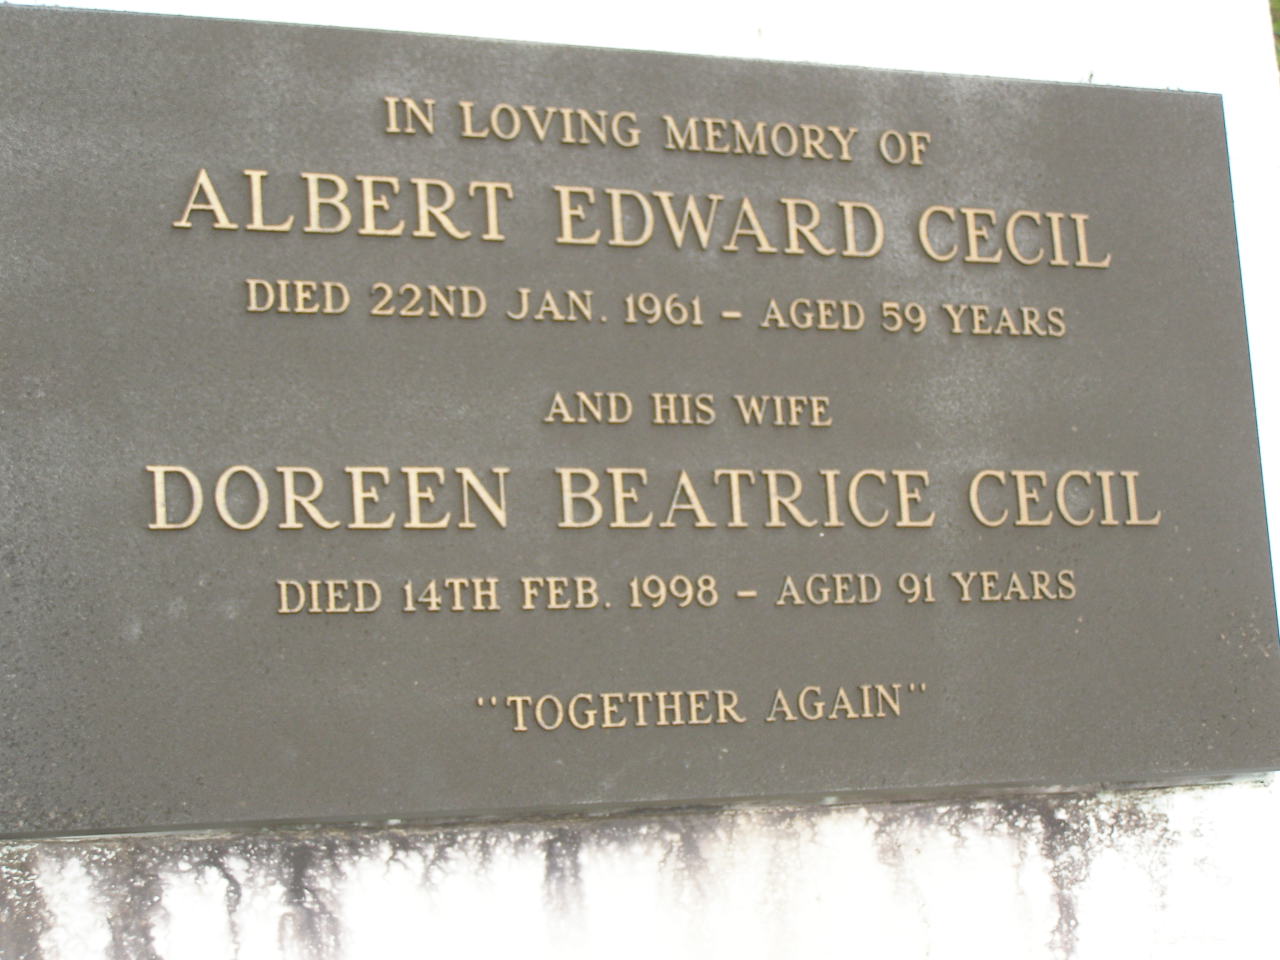 IN LOVING MEMORY OF
ALBERT EDWARD CECIL
DIED 22ND JAN. 1961 – AGED 59 YEARS
AND HIS WIFE
DOREEN BEATRICE CECIL
DIED 14TH FEB. 1998 – AGED 91 YEARS
"TOGETHER AGAIN"